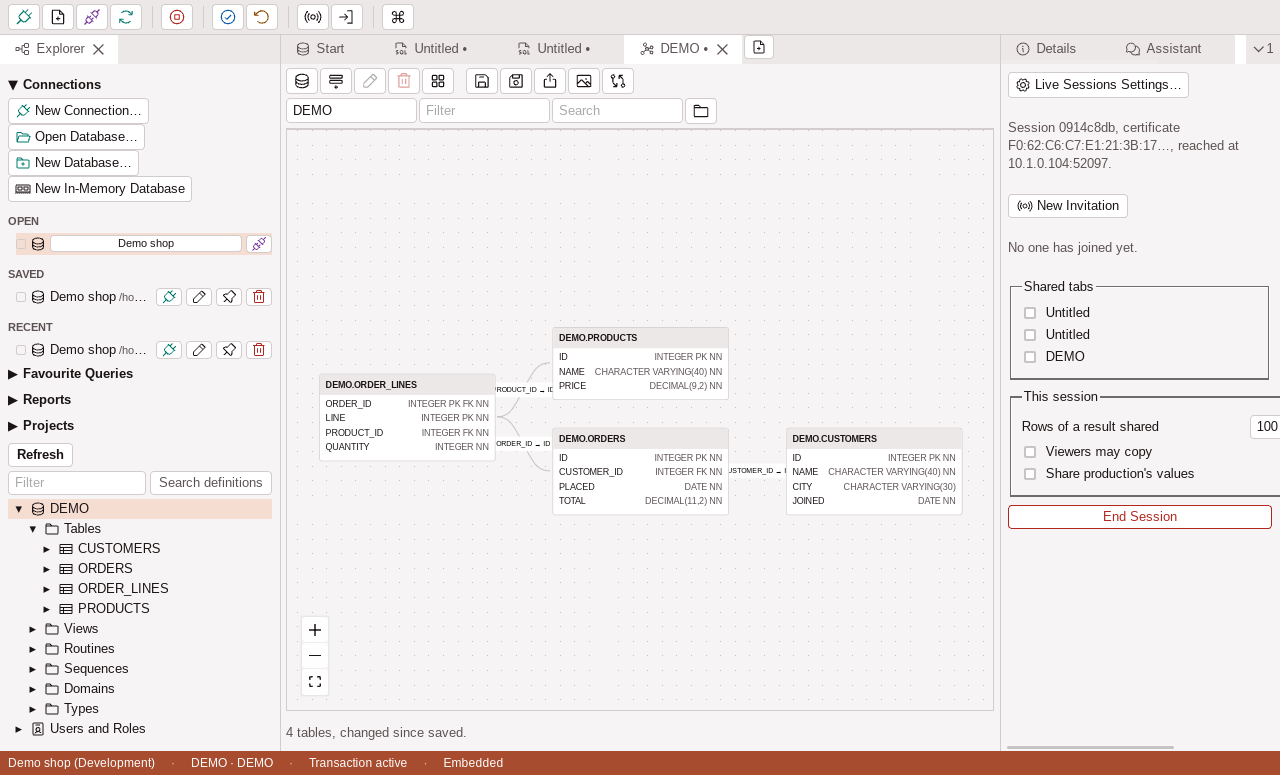 Explorer
Start
Untitled •
Untitled •
DEMO •
Details
Assistant
1
Connections
New Connection…
Open Database…
New Database…
New In-Memory Database
OPEN
Demo shop
SAVED
Demo shop /ho…
RECENT
Demo shop /ho…
Favourite Queries
Reports
Projects
Refresh
Filter
Search definitions
DEMO
Tables
CUSTOMERS
ORDERS
ORDER_LINES
PRODUCTS
Views
Routines
Sequences
Domains
Types
Users and Roles
DEMO
Filter
Search
DEMO.PRODUCTS
ID INTEGER PK NN
NAME CHARACTER VARYING(40) NN
PRICE DECIMAL(9,2) NN
DEMO.ORDER_LINES
ORDER_ID INTEGER PK FK NN
LINE INTEGER PK NN
PRODUCT_ID INTEGER FK NN
QUANTITY INTEGER NN
DEMO.ORDERS
ID INTEGER PK NN
CUSTOMER_ID INTEGER FK NN
PLACED DATE NN
TOTAL DECIMAL(11,2) NN
DEMO.CUSTOMERS
ID INTEGER PK NN
NAME CHARACTER VARYING(40) NN
CITY CHARACTER VARYING(30)
JOINED DATE NN
4 tables, changed since saved.
Live Sessions Settings…
Session 0914c8db, certificate
F0:62:C6:C7:E1:21:3B:17…, reached at
10.1.0.104:52097.
New Invitation
No one has joined yet.
Shared tabs
Untitled
Untitled
DEMO
This session
Rows of a result shared 100
Viewers may copy
Share production's values
End Session
Demo shop (Development) · DEMO · DEMO · Transaction active · Embedded